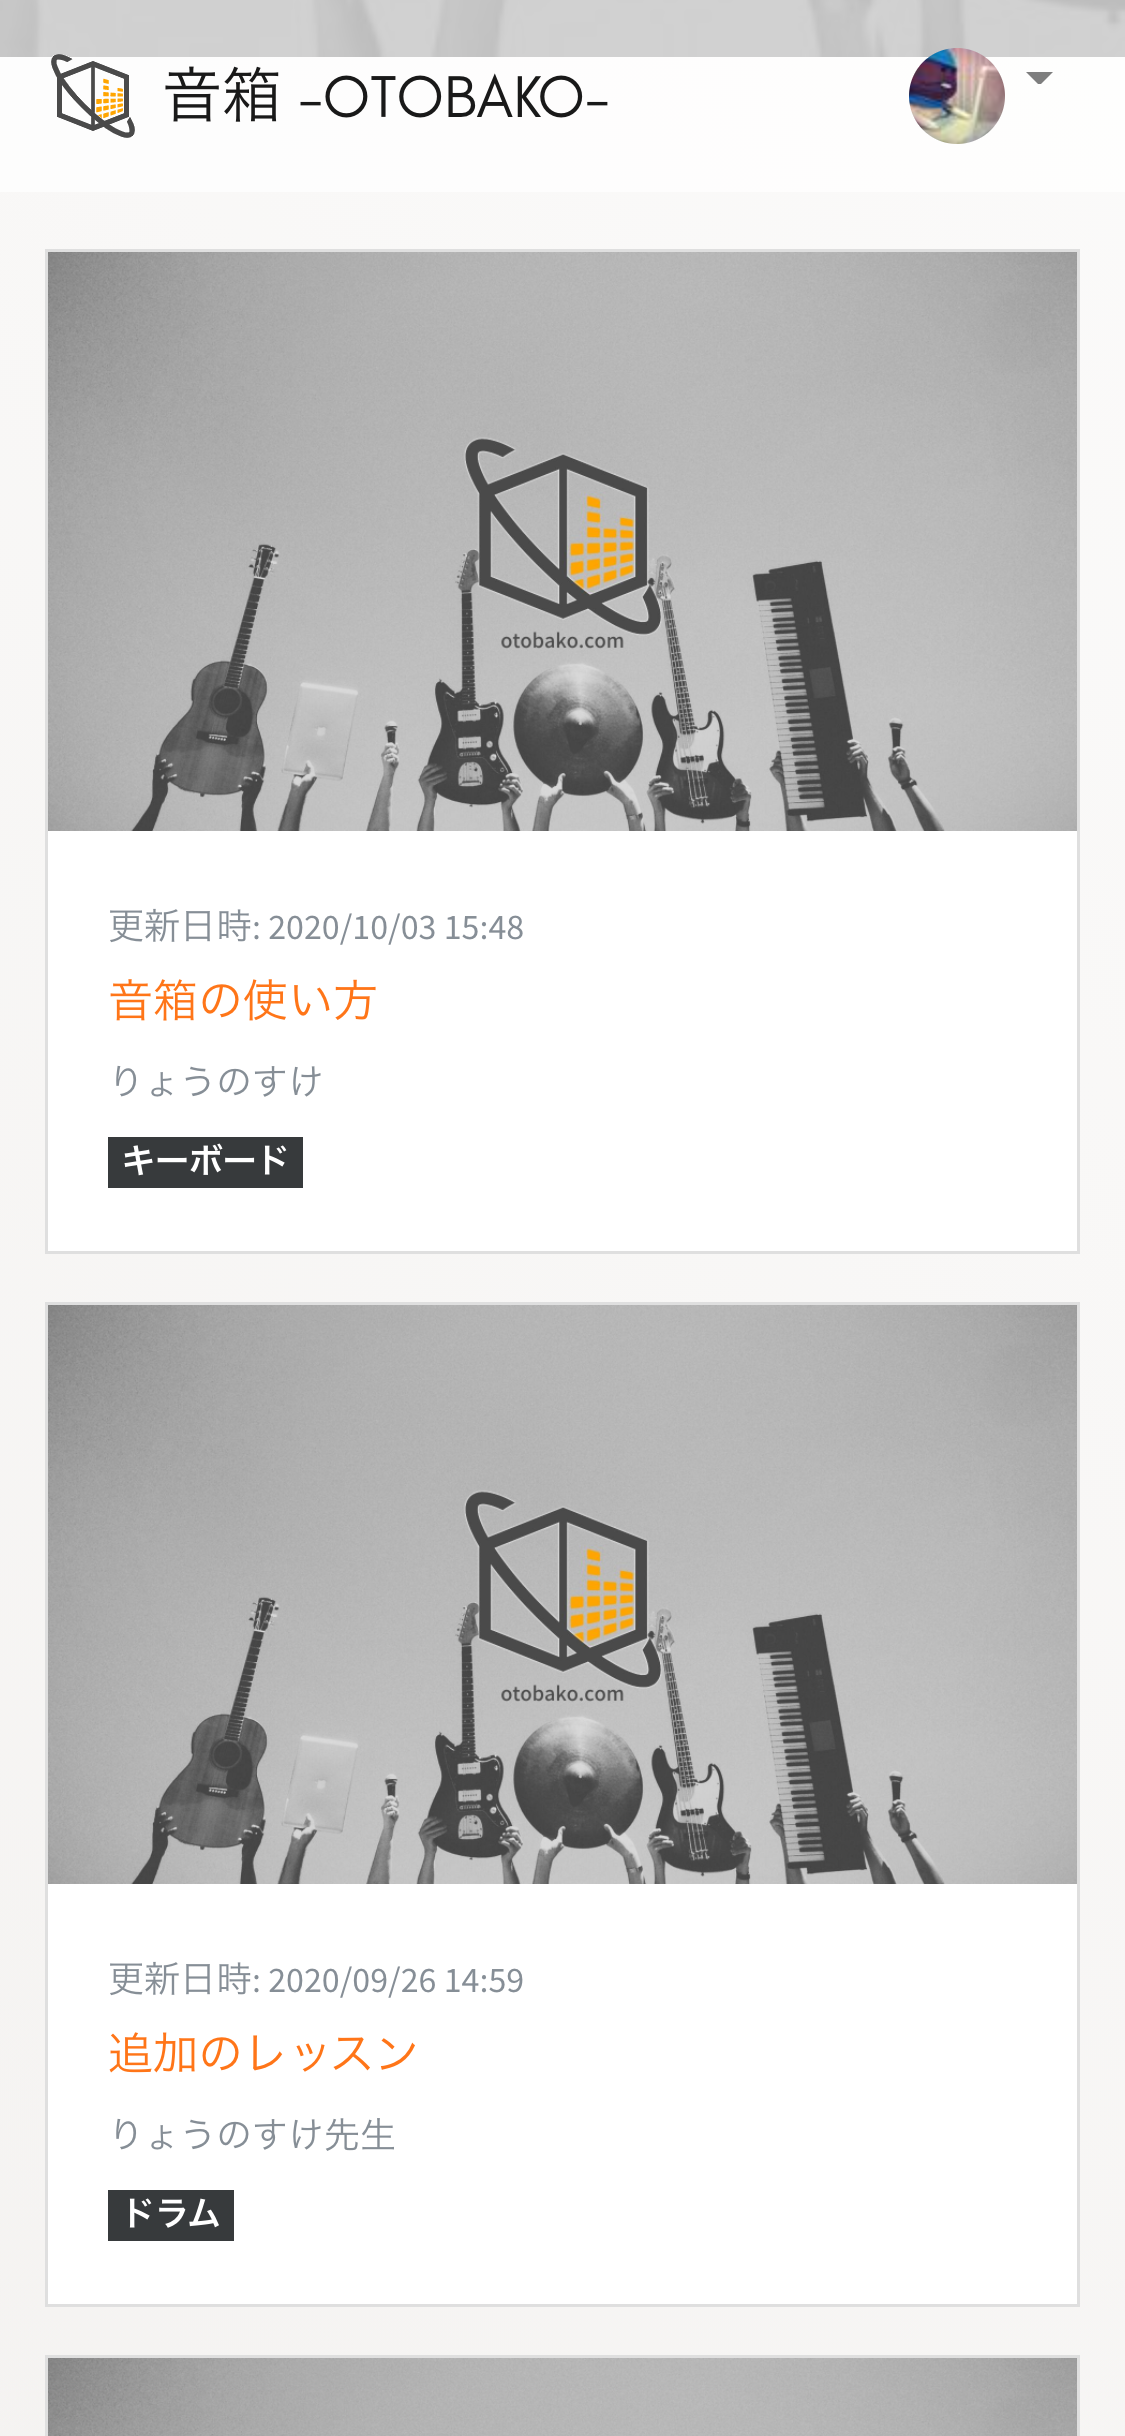 音箱 -OTOBAKO-
otobako.com
更新日時: 2020/10/03 15:48
音箱の使い方
りょうのすけ
キーボード
otobako.com
更新日時: 2020/09/26 14:59
追加のレッスン
りょうのすけ先生
ドラム